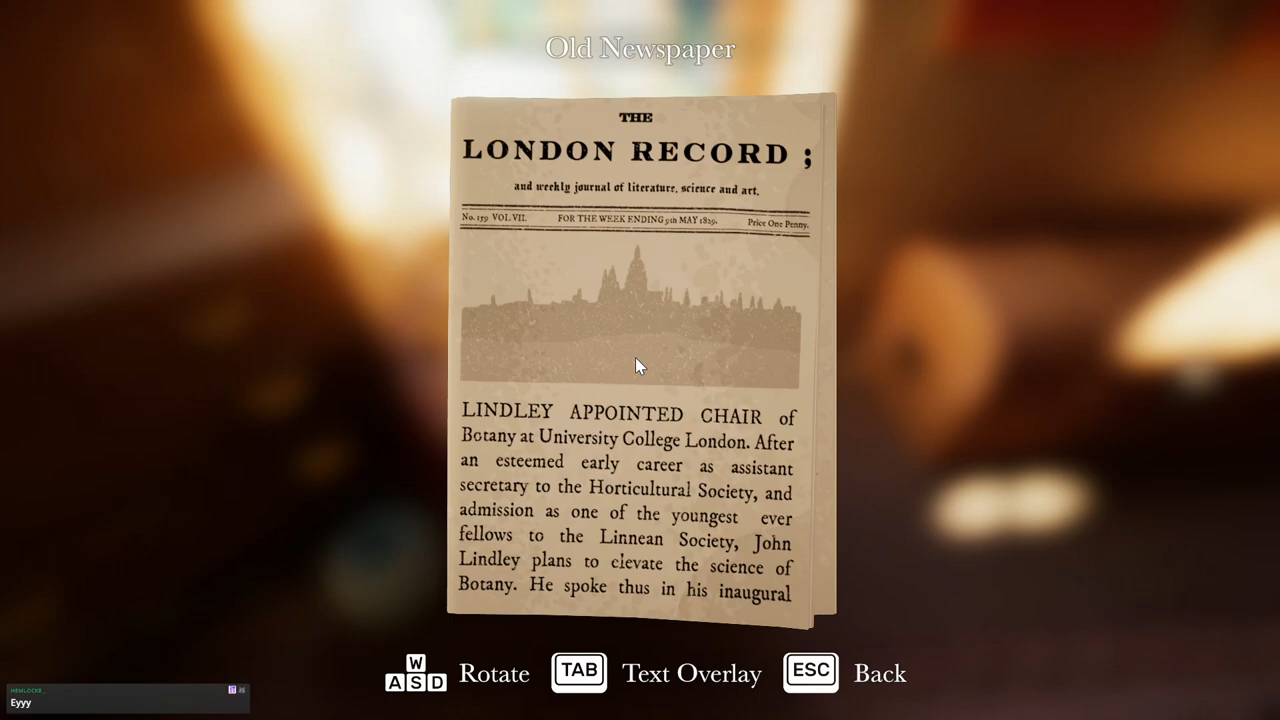 Old Newspaper
THE
LONDON RECORD ;
and weekly journal of literature, science and art.
No. 159 VOL. VII. FOR THE WEEK ENDING 9th MAY 1829. Price One Penny.
LINDLEY APPOINTED CHAIR of
Botany at University College London. After
an esteemed early career as assistant
secretary to the Horticultural Society, and
admission as one of the youngest ever
fellows to the Linnean Society, John
Lindley plans to elevate the science of
Botany. He spoke thus in his inaugural
W
A S D Rotate TAB Text Overlay ESC Back
HEMLOCKE_
Eyyy